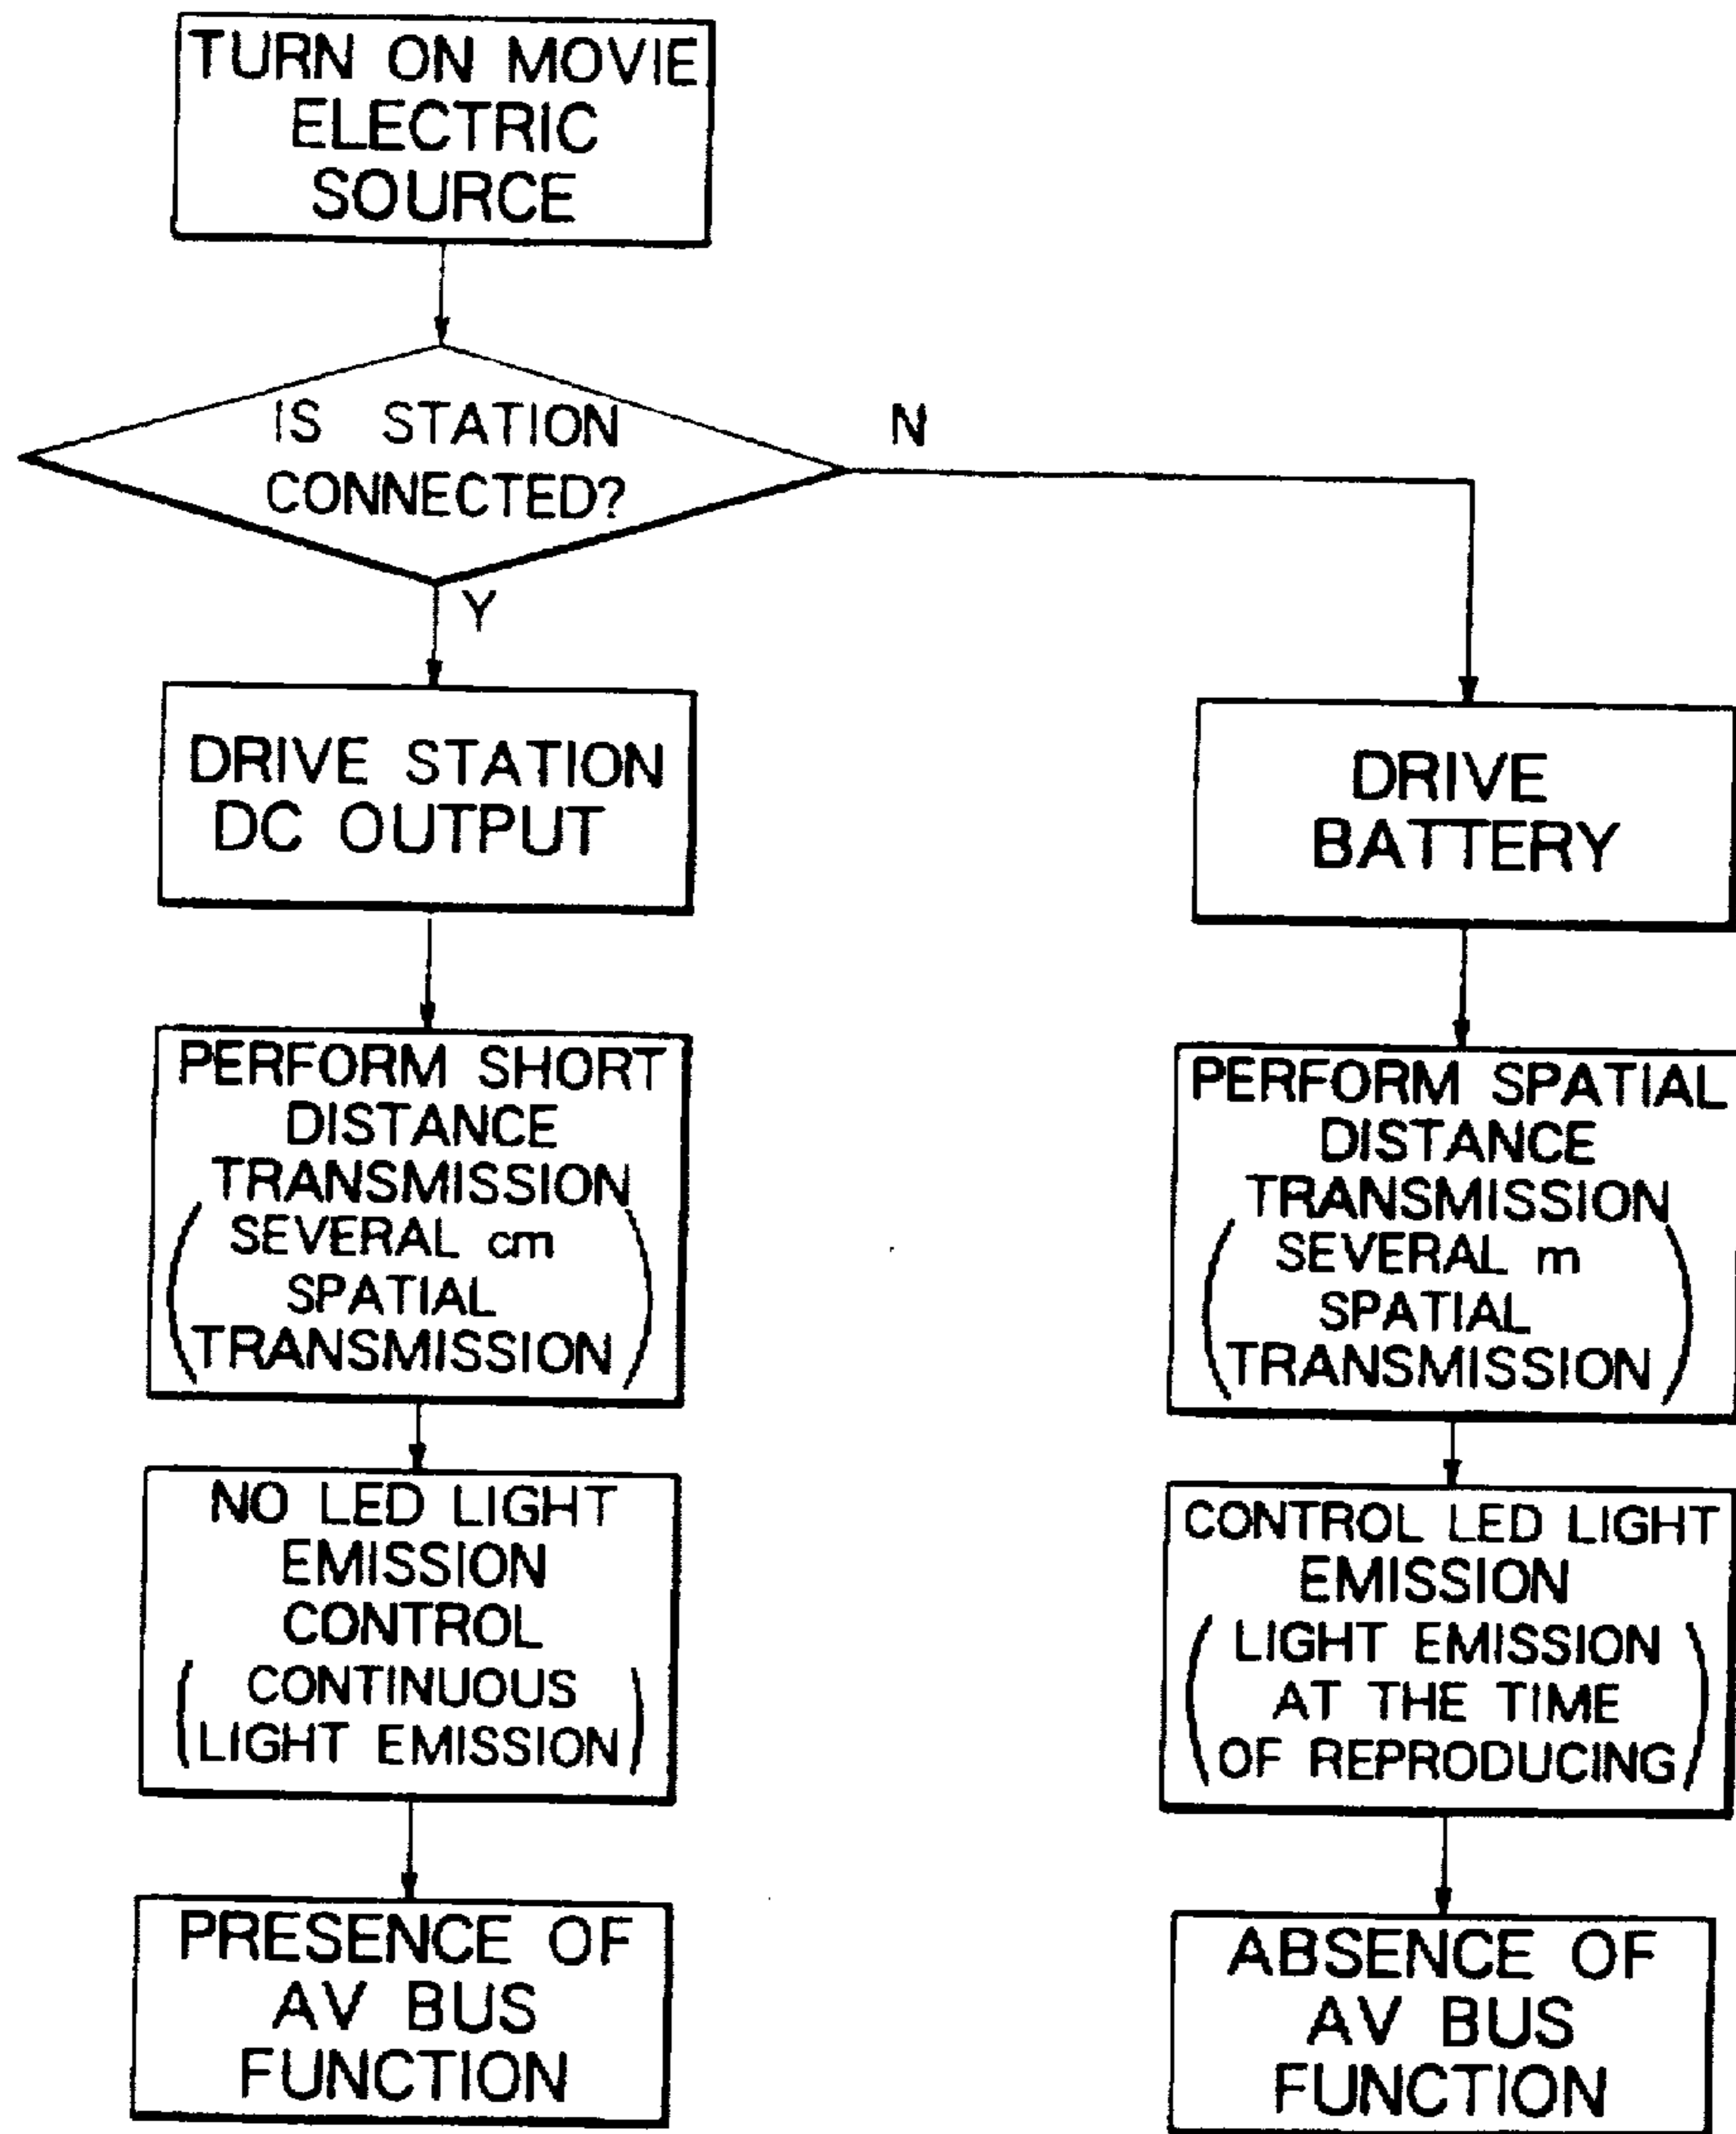 TURN ON MOVIE
ELECTRIC
SOURCE
IS STATION
CONNECTED?
N
Y
DRIVE STATION
DC OUTPUT
PERFORM SHORT
DISTANCE
TRANSMISSION
(SEVERAL cm
SPATIAL
TRANSMISSION)
NO LED LIGHT
EMISSION
CONTROL
(CONTINUOUS
LIGHT EMISSION)
PRESENCE OF
AV BUS
FUNCTION
DRIVE
BATTERY
PERFORM SPATIAL
DISTANCE
TRANSMISSION
(SEVERAL m
SPATIAL
TRANSMISSION)
CONTROL LED LIGHT
EMISSION
(LIGHT EMISSION
AT THE TIME
OF REPRODUCING)
ABSENCE OF
AV BUS
FUNCTION